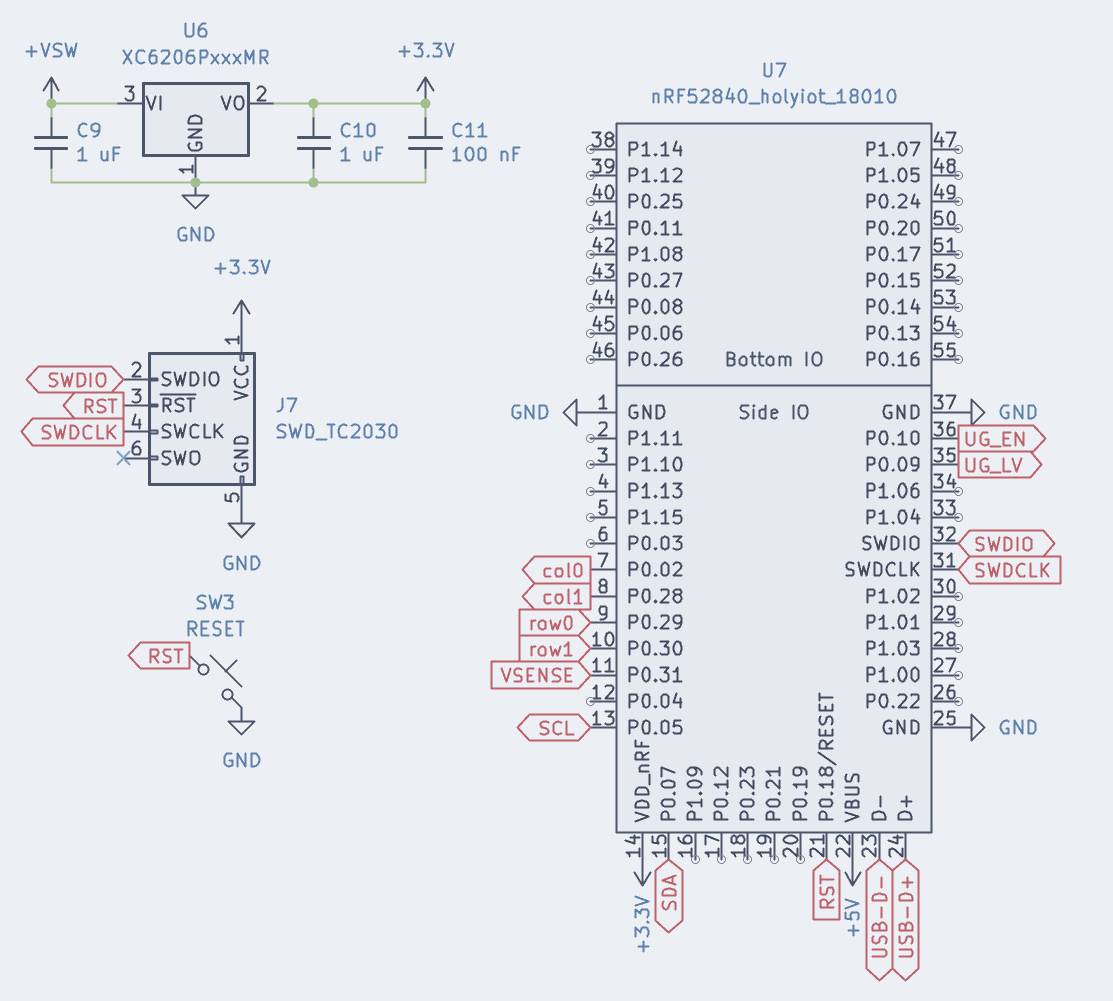 U6
XC6206PxxxMR
+VSW
+3.3V
3 VI VO 2
GND
1
C9
1 uF
C10
1 uF
C11
100 nF
GND
+3.3V
1
VCC
SWDIO 2 SWDIO
RST 3 RST
SWDCLK 4 SWCLK
6 SWO
GND
5
J7
SWD_TC2030
GND
SW3
RESET
RST
GND
U7
nRF52840_holyiot_18010
38 P1.14 P1.07 47
39 P1.12 P1.05 48
40 P0.25 P0.24 49
41 P0.11 P0.20 50
42 P1.08 P0.17 51
43 P0.27 P0.15 52
44 P0.08 P0.14 53
45 P0.06 P0.13 54
46 P0.26 Bottom IO P0.16 55
GND 1 GND Side IO GND 37 GND
2 P1.11 P0.10 36 UG_EN
3 P1.10 P0.09 35 UG_LV
4 P1.13 P1.06 34
5 P1.15 P1.04 33
6 P0.03 SWDIO 32 SWDIO
col0 7 P0.02 SWDCLK 31 SWDCLK
col1 8 P0.28 P1.02 30
row0 9 P0.29 P1.01 29
row1 10 P0.30 P1.03 28
VSENSE 11 P0.31 P1.00 27
12 P0.04 P0.22 26
SCL 13 P0.05 GND 25 GND
VDD_nRF 14 +3.3V
P0.07 15 SDA
P1.09 16
P0.12 17
P0.23 18
P0.21 19
P0.19 20
P0.18/RESET 21 RST
VBUS 22 +5V
D- 23 USB-D-
D+ 24 USB-D+